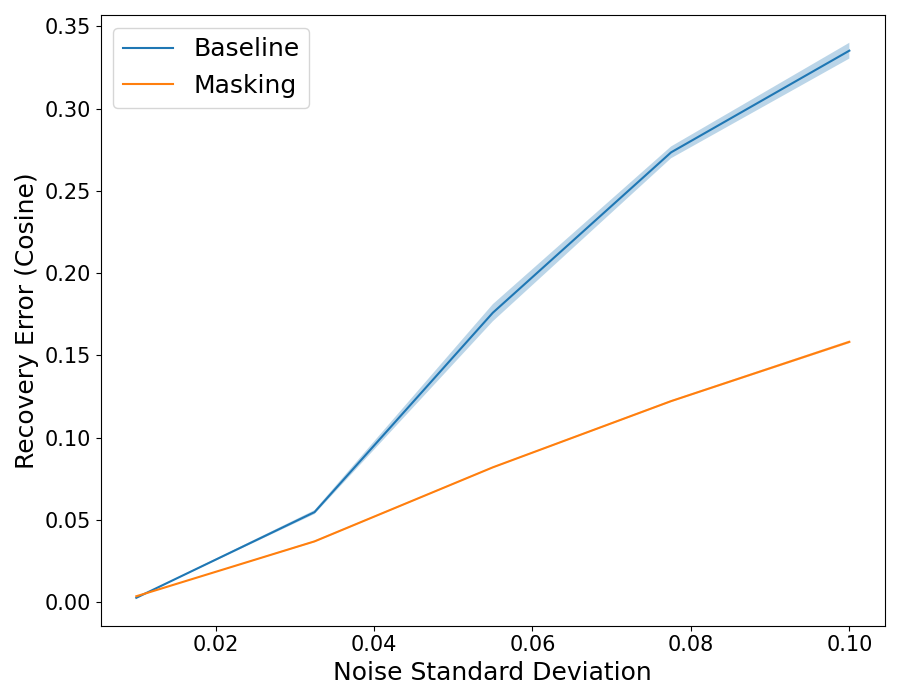 Baseline
Masking
Recovery Error (Cosine)
0.35
0.30
0.25
0.20
0.15
0.10
0.05
0.00
0.02 0.04 0.06 0.08 0.10
Noise Standard Deviation